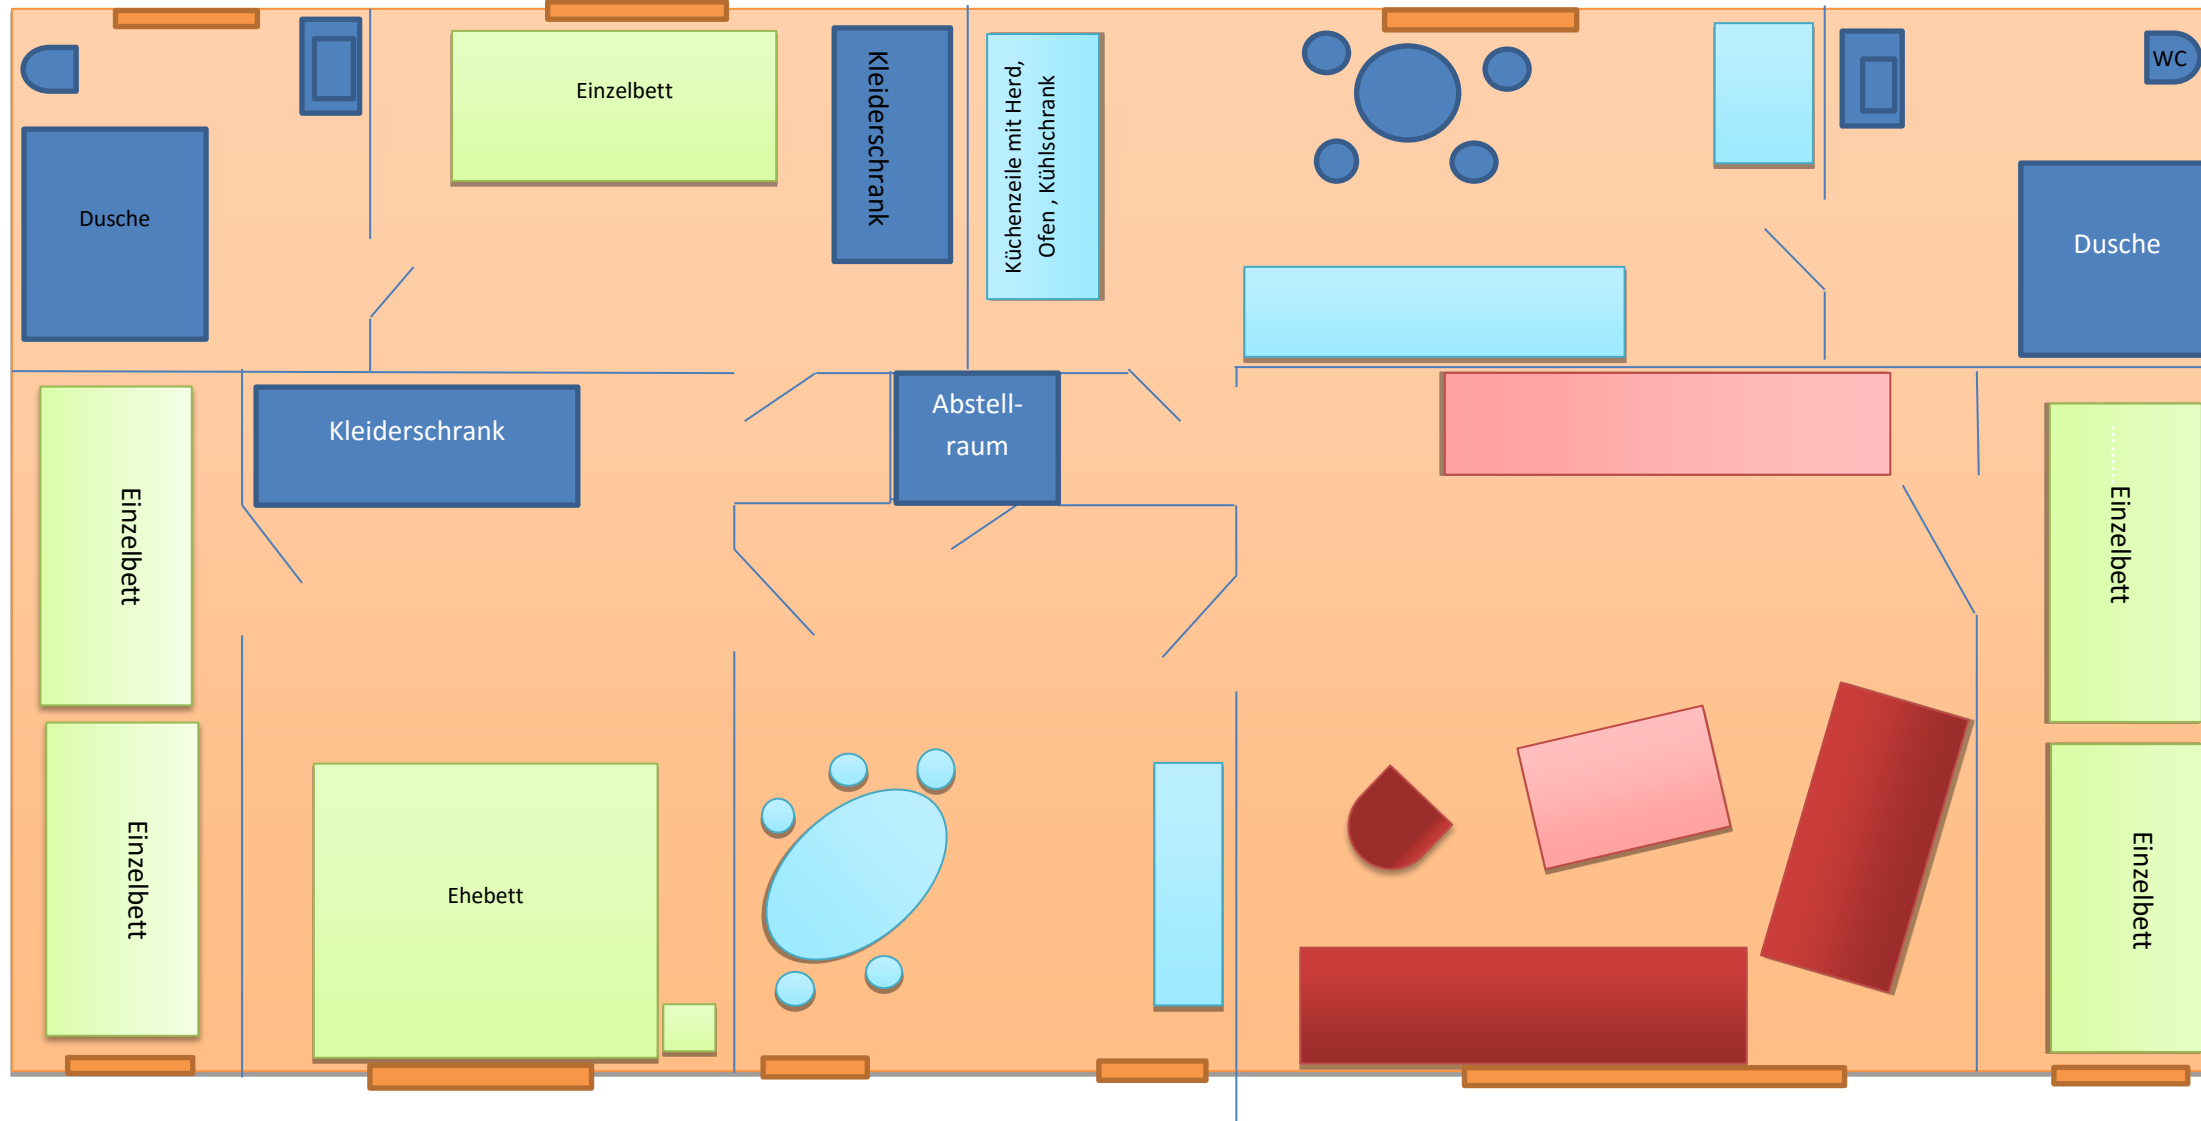 Einzelbett
Kleiderschrank
Küchenzeile mit Herd,
Ofen , Kühlschrank
WC
Dusche
Dusche
Kleiderschrank
Abstell-
raum
Einzelbett
.........Einzelbett
Einzelbett
Ehebett
Einzelbett